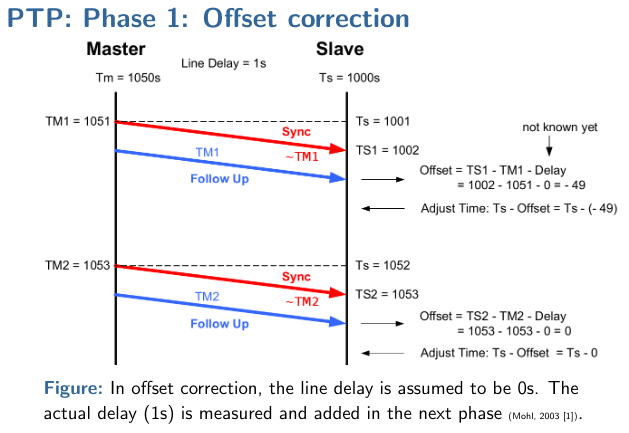 PTP: Phase 1: Offset correction
Master
Slave
Line Delay = 1s
Tm = 1050s
Ts = 1000s
TM1 = 1051
Ts = 1001
Sync
not known yet
TM1
~TM1
TS1 = 1002
Follow Up
Offset = TS1 - TM1 - Delay
= 1002 - 1051 - 0 = - 49
Adjust Time: Ts - Offset = Ts - (- 49)
TM2 = 1053
Ts = 1052
Sync
TM2
~TM2
TS2 = 1053
Follow Up
Offset = TS2 - TM2 - Delay
= 1053 - 1053 - 0 = 0
Adjust Time: Ts - Offset = Ts - 0
Figure: In offset correction, the line delay is assumed to be 0s. The
actual delay (1s) is measured and added in the next phase (Mohl, 2003 [1]).